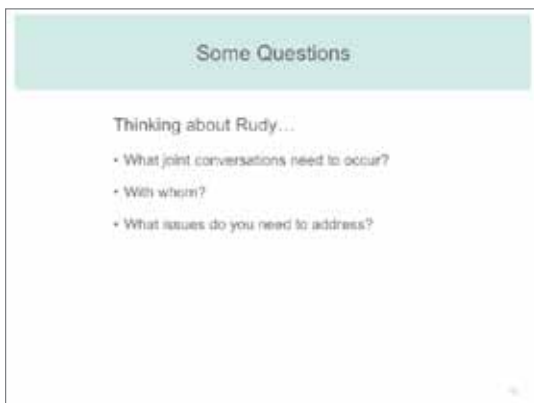 Some Questions
Thinking about Rudy…
• What joint conversations need to occur?
• With whom?
• What issues do you need to address?